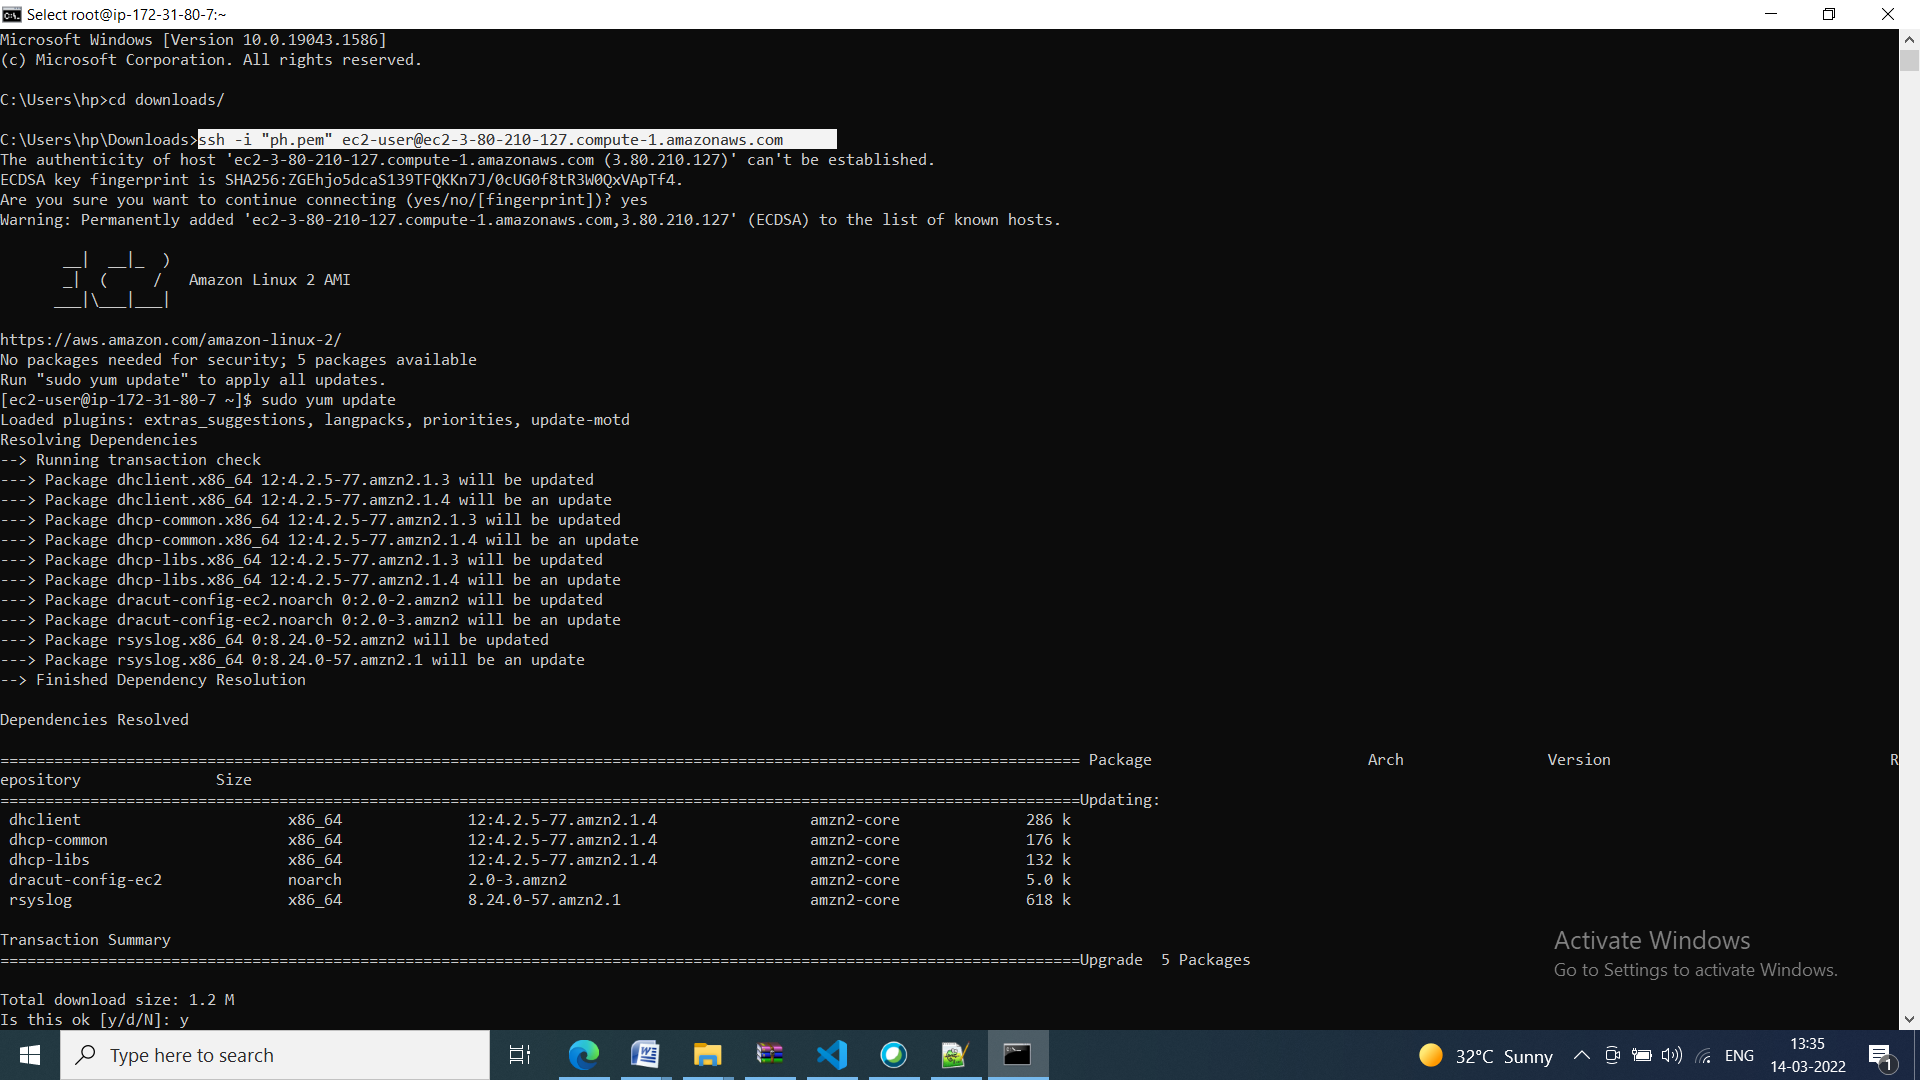 Select root@ip-172-31-80-7:~
Microsoft Windows [Version 10.0.19043.1586]
(c) Microsoft Corporation. All rights reserved.
C:\Users\hp>cd downloads/
C:\Users\hp\Downloads>ssh -i "ph.pem" ec2-user@ec2-3-80-210-127.compute-1.amazonaws.com
The authenticity of host 'ec2-3-80-210-127.compute-1.amazonaws.com (3.80.210.127)' can't be established.
ECDSA key fingerprint is SHA256:ZGEhjo5dcaS139TFQKKn7J/0cUG0f8tR3W0QxVApTf4.
Are you sure you want to continue connecting (yes/no/[fingerprint])? yes
Warning: Permanently added 'ec2-3-80-210-127.compute-1.amazonaws.com,3.80.210.127' (ECDSA) to the list of known hosts.
       __|  __|_  )
       _|  (     /   Amazon Linux 2 AMI
      ___|\___|___|
https://aws.amazon.com/amazon-linux-2/
No packages needed for security; 5 packages available
Run "sudo yum update" to apply all updates.
[ec2-user@ip-172-31-80-7 ~]$ sudo yum update
Loaded plugins: extras_suggestions, langpacks, priorities, update-motd
Resolving Dependencies
--> Running transaction check
---> Package dhclient.x86_64 12:4.2.5-77.amzn2.1.3 will be updated
---> Package dhclient.x86_64 12:4.2.5-77.amzn2.1.4 will be an update
---> Package dhcp-common.x86_64 12:4.2.5-77.amzn2.1.3 will be updated
---> Package dhcp-common.x86_64 12:4.2.5-77.amzn2.1.4 will be an update
---> Package dhcp-libs.x86_64 12:4.2.5-77.amzn2.1.3 will be updated
---> Package dhcp-libs.x86_64 12:4.2.5-77.amzn2.1.4 will be an update
---> Package dracut-config-ec2.noarch 0:2.0-2.amzn2 will be updated
---> Package dracut-config-ec2.noarch 0:2.0-3.amzn2 will be an update
---> Package rsyslog.x86_64 0:8.24.0-52.amzn2 will be updated
---> Package rsyslog.x86_64 0:8.24.0-57.amzn2.1 will be an update
--> Finished Dependency Resolution
Dependencies Resolved
======================================================================================================================== Package                        Arch                Version                               R
epository               Size
========================================================================================================================Updating:
 dhclient                       x86_64              12:4.2.5-77.amzn2.1.4                 amzn2-core              286 k
 dhcp-common                    x86_64              12:4.2.5-77.amzn2.1.4                 amzn2-core              176 k
 dhcp-libs                      x86_64              12:4.2.5-77.amzn2.1.4                 amzn2-core              132 k
 dracut-config-ec2              noarch              2.0-3.amzn2                           amzn2-core              5.0 k
 rsyslog                        x86_64              8.24.0-57.amzn2.1                     amzn2-core              618 k
Transaction Summary
========================================================================================================================Upgrade  5 Packages
Total download size: 1.2 M
Is this ok [y/d/N]: y
Activate Windows
Go to Settings to activate Windows.
Type here to search
32°C Sunny
ENG
13:35
14-03-2022
1